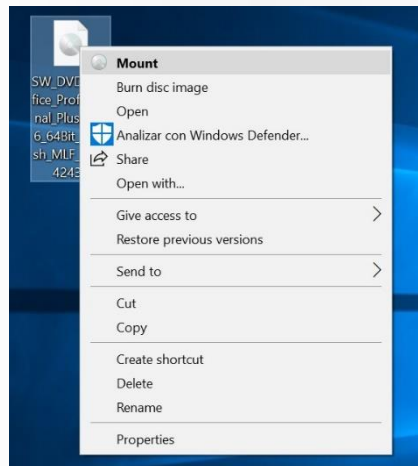 SW_DVD
fice_Prof
nal_Plus
6_64Bit_
sh_MLF_
4243
Mount
Burn disc image
Open
Analizar con Windows Defender...
Share
Open with...
Give access to
Restore previous versions
Send to
Cut
Copy
Create shortcut
Delete
Rename
Properties